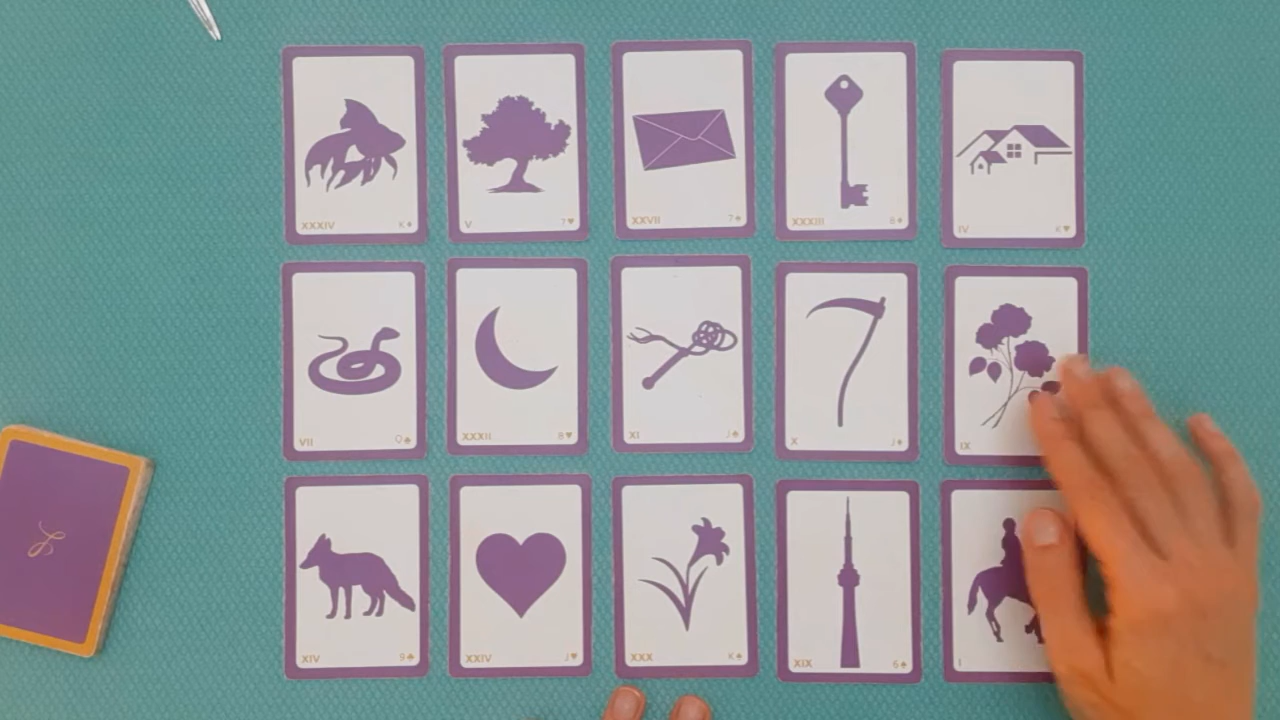 XXXIV K♦
V 7♥
XXVII 7♠
XXXIII 8♦
IV K♥
VII Q♣
XXXII 8♥
XI J♣
X J♦
IX
XIV 9♣
XXIV J♥
XXX K♠
XIX 6♠
I